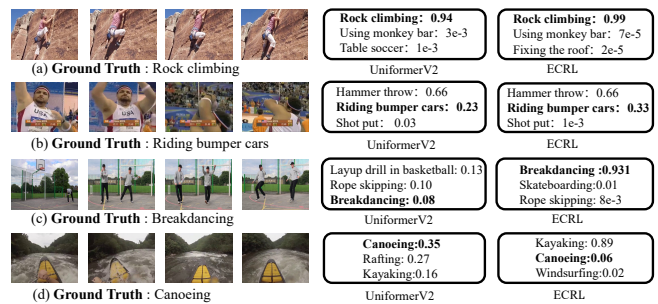 Rock climbing: 0.94
Using monkey bar: 3e-3
Table soccer: 1e-3
UniformerV2
Rock climbing: 0.99
Using monkey bar: 7e-5
Fixing the roof: 2e-5
ECRL
(a) Ground Truth : Rock climbing
USA
Hammer throw: 0.66
Riding bumper cars: 0.23
Shot put: 0.03
UniformerV2
Hammer throw: 0.66
Riding bumper cars: 0.33
Shot put: 1e-3
ECRL
(b) Ground Truth : Riding bumper cars
Layup drill in basketball: 0.13
Rope skipping: 0.10
Breakdancing: 0.08
UniformerV2
Breakdancing :0.931
Skateboarding:0.01
Rope skipping: 8e-3
ECRL
(c) Ground Truth : Breakdancing
Canoeing:0.35
Rafting: 0.27
Kayaking:0.16
UniformerV2
Kayaking: 0.89
Canoeing:0.06
Windsurfing:0.02
ECRL
(d) Ground Truth : Canoeing